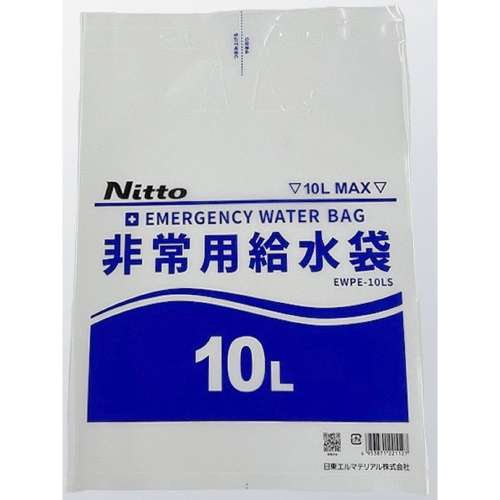 Nitto
▽10L MAX▽
EMERGENCY WATER BAG
非常用給水袋
EWPE-10LS
10L
日東エルマテリアル株式会社